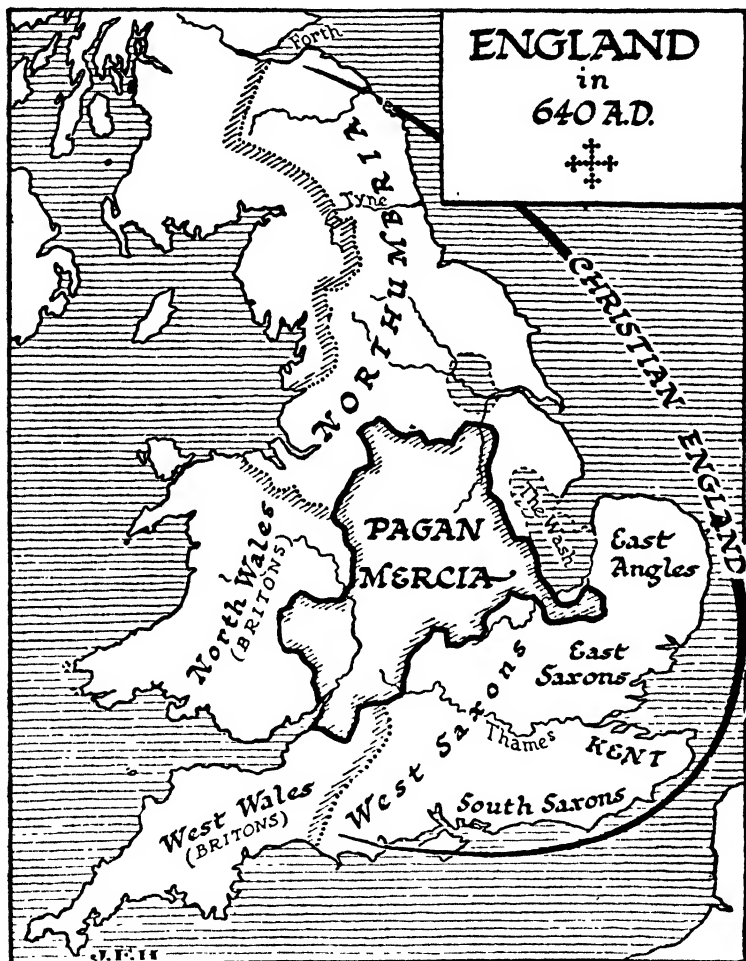 ENGLAND
in
640 A.D.
Forth
Tyne
NORTHUMBRIA
CHRISTIAN ENGLAND
PAGAN
MERCIA
The Wash
East
Angles
North Wales
(BRITONS)
East
Saxons
West Saxons
Thames
KENT
South Saxons
West Wales
(BRITONS)